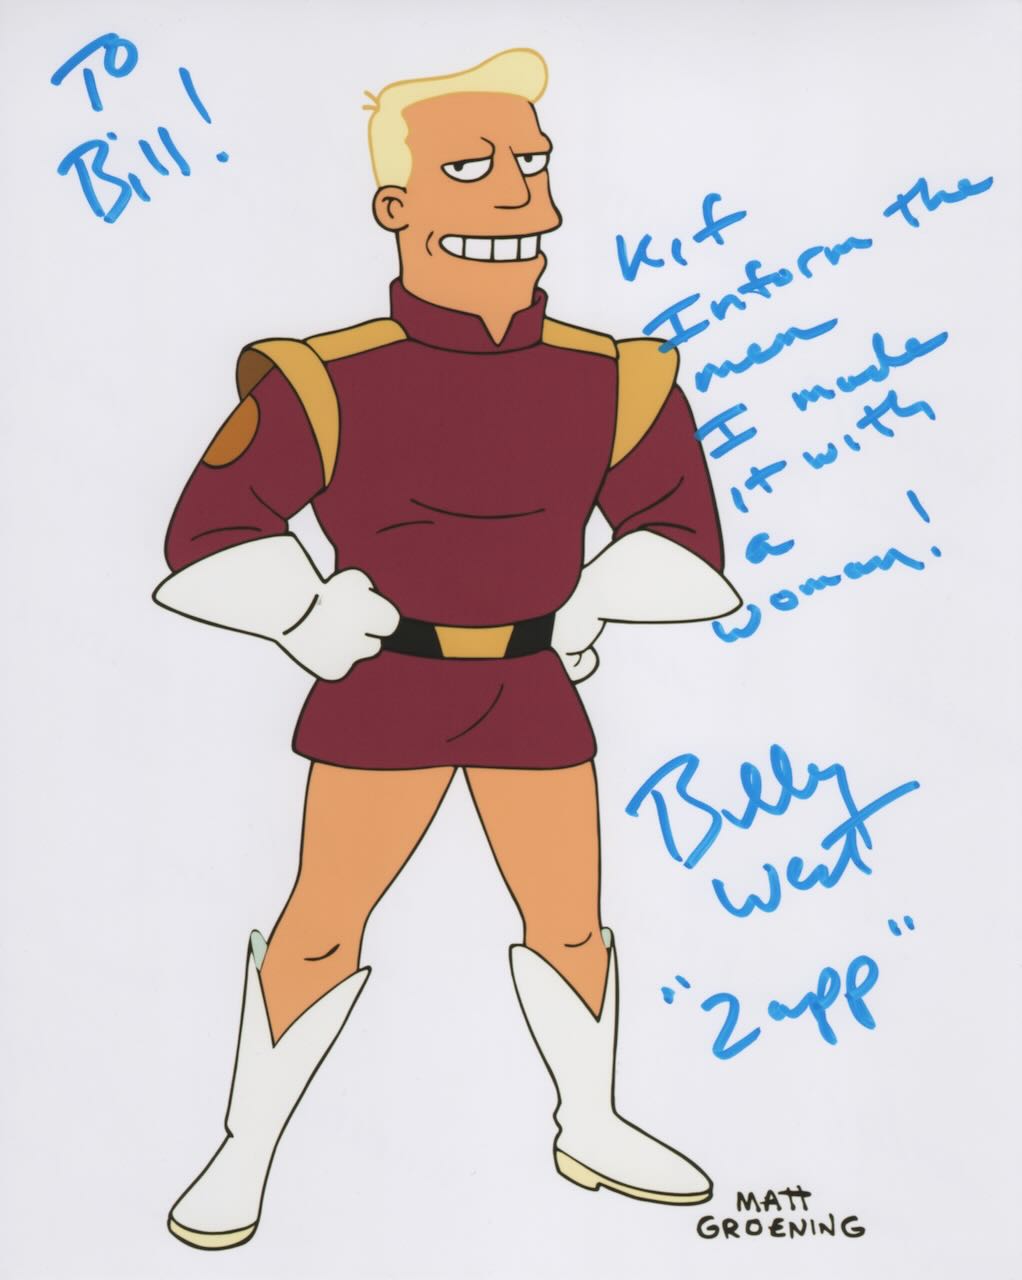 To
Bill!
Kif
Inform the
men
I made
it with
a
woman!
Billy
West
"Zapp"
MATT
GROENING